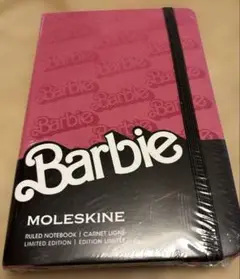 Barbie
MOLESKINE
RULED NOTEBOOK | CARNET LIGNÉ
LIMITED EDITION | ÉDITION LIMITÉE